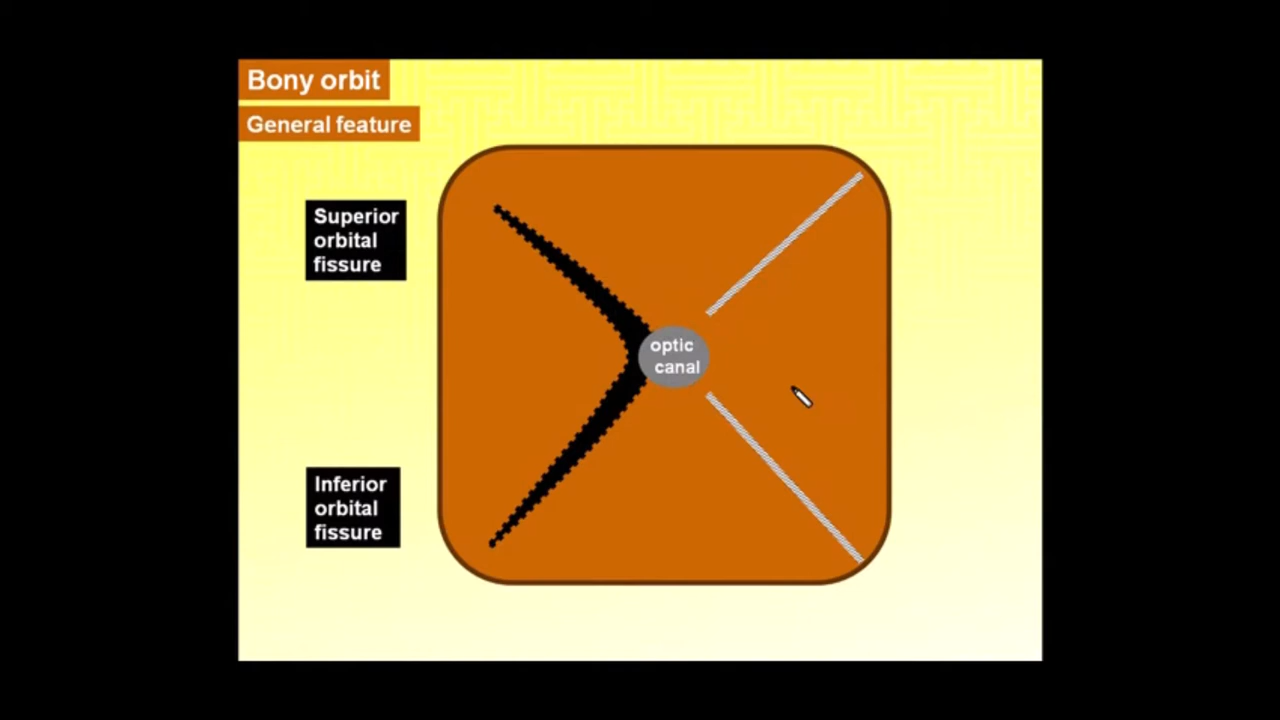 Bony orbit
General feature
Superior
orbital
fissure
optic
canal
Inferior
orbital
fissure